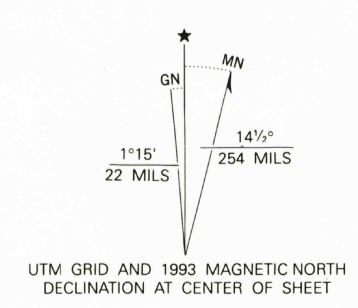 ★
MN
GN
1°15'
22 MILS
14½°
254 MILS
UTM GRID AND 1993 MAGNETIC NORTH
DECLINATION AT CENTER OF SHEET